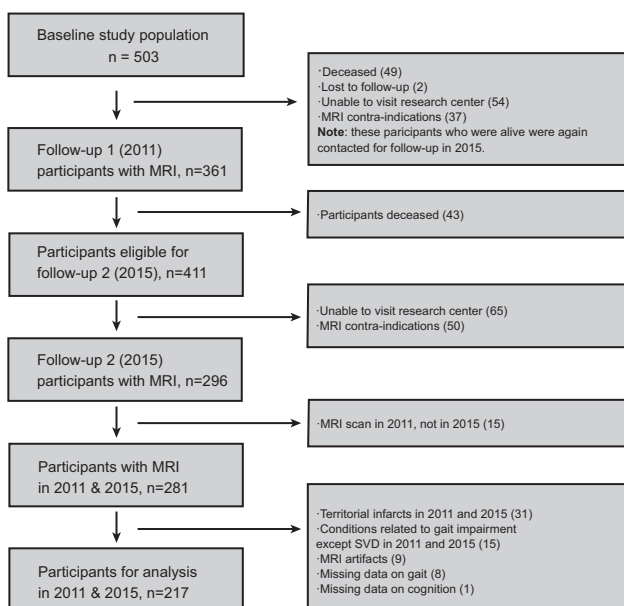 Baseline study population
n = 503
·Deceased (49)
·Lost to follow-up (2)
·Unable to visit research center (54)
·MRI contra-indications (37)
Note: these paricipants who were alive were again
contacted for follow-up in 2015.
Follow-up 1 (2011)
participants with MRI, n=361
·Participants deceased (43)
Participants eligible for
follow-up 2 (2015), n=411
·Unable to visit research center (65)
·MRI contra-indications (50)
Follow-up 2 (2015)
participants with MRI, n=296
·MRI scan in 2011, not in 2015 (15)
Participants with MRI
in 2011 & 2015, n=281
·Territorial infarcts in 2011 and 2015 (31)
·Conditions related to gait impairment
except SVD in 2011 and 2015 (15)
·MRI artifacts (9)
·Missing data on gait (8)
·Missing data on cognition (1)
Participants for analysis
in 2011 & 2015, n=217